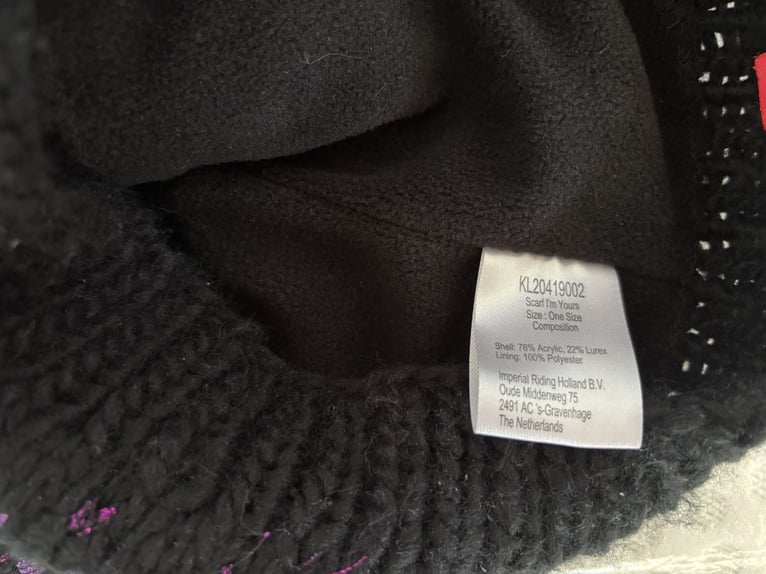 KL20419002
Scarf I'm Yours
Size : One Size
Composition
Shell: 78% Acrylic, 22% Lurex
Lining: 100% Polyester
Imperial Riding Holland B.V.
Oude Middenweg 75
2491 AC 's-Gravenhage
The Netherlands